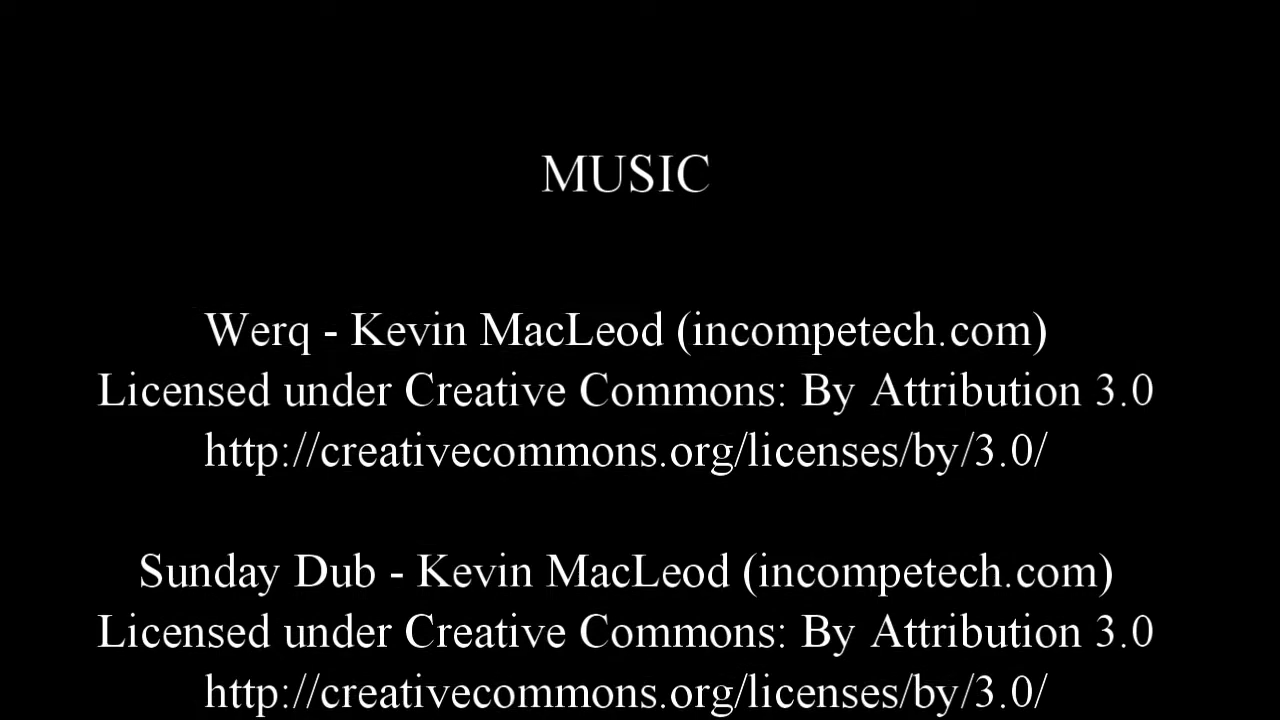 MUSIC
Werq - Kevin MacLeod (incompetech.com)
Licensed under Creative Commons: By Attribution 3.0
http://creativecommons.org/licenses/by/3.0/
Sunday Dub - Kevin MacLeod (incompetech.com)
Licensed under Creative Commons: By Attribution 3.0
http://creativecommons.org/licenses/by/3.0/